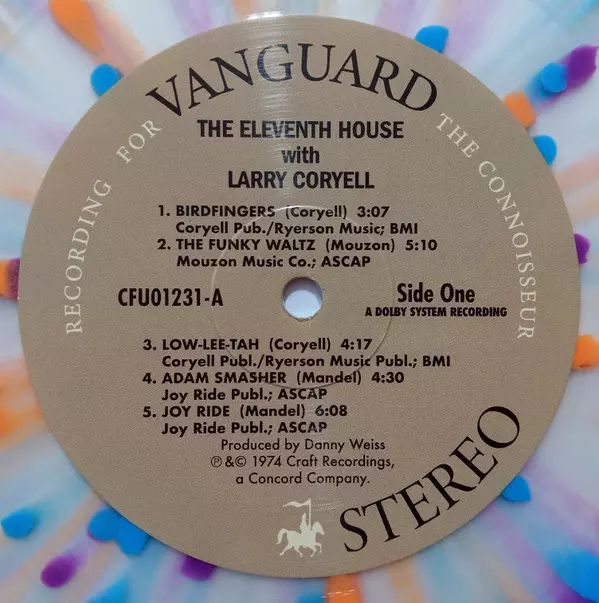 VANGUARD
RECORDING FOR THE CONNOISSEUR
THE ELEVENTH HOUSE
with
LARRY CORYELL
1. BIRDFINGERS (Coryell) 3:07
Coryell Pub./Ryerson Music; BMI
2. THE FUNKY WALTZ (Mouzon) 5:10
Mouzon Music Co.; ASCAP
CFU01231-A
Side One
A DOLBY SYSTEM RECORDING
3. LOW-LEE-TAH (Coryell) 4:17
Coryell Publ./Ryerson Music Publ.; BMI
4. ADAM SMASHER (Mandel) 4:30
Joy Ride Publ.; ASCAP
5. JOY RIDE (Mandel) 6:08
Joy Ride Publ.; ASCAP
Produced by Danny Weiss
℗ &© 1974 Craft Recordings,
a Concord Company.
STEREO